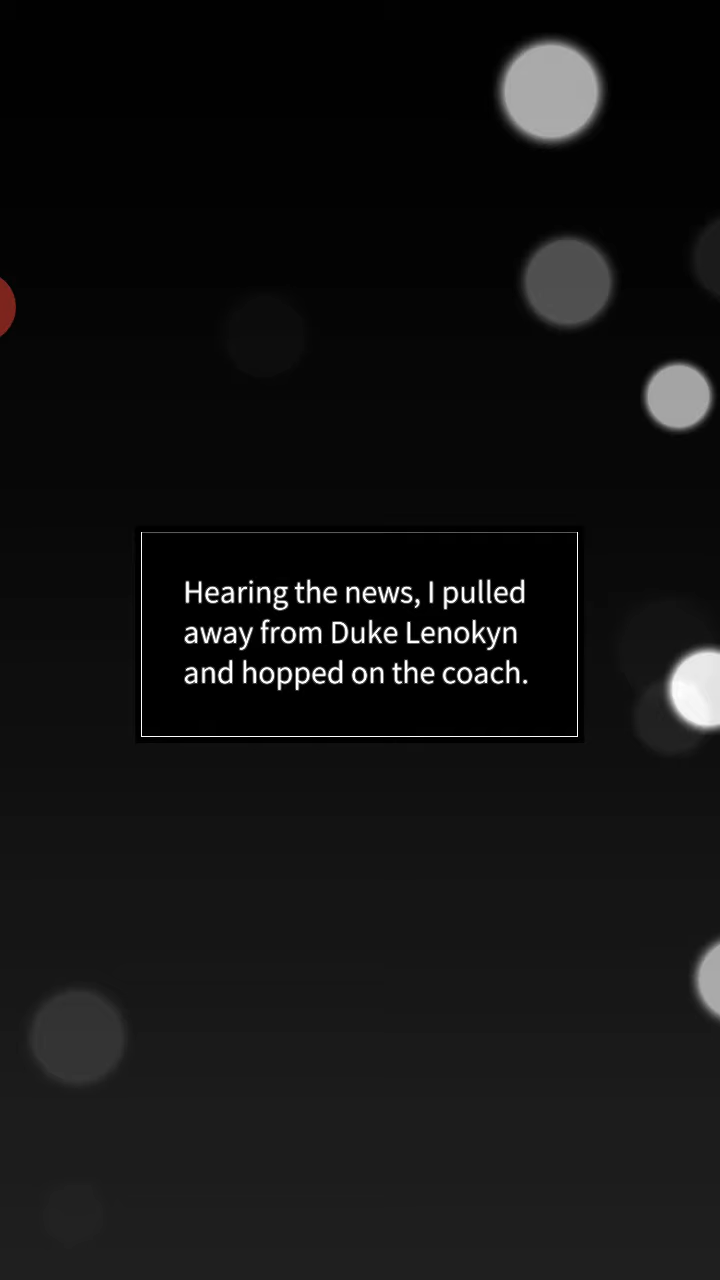 Hearing the news, I pulled
away from Duke Lenokyn
and hopped on the coach.